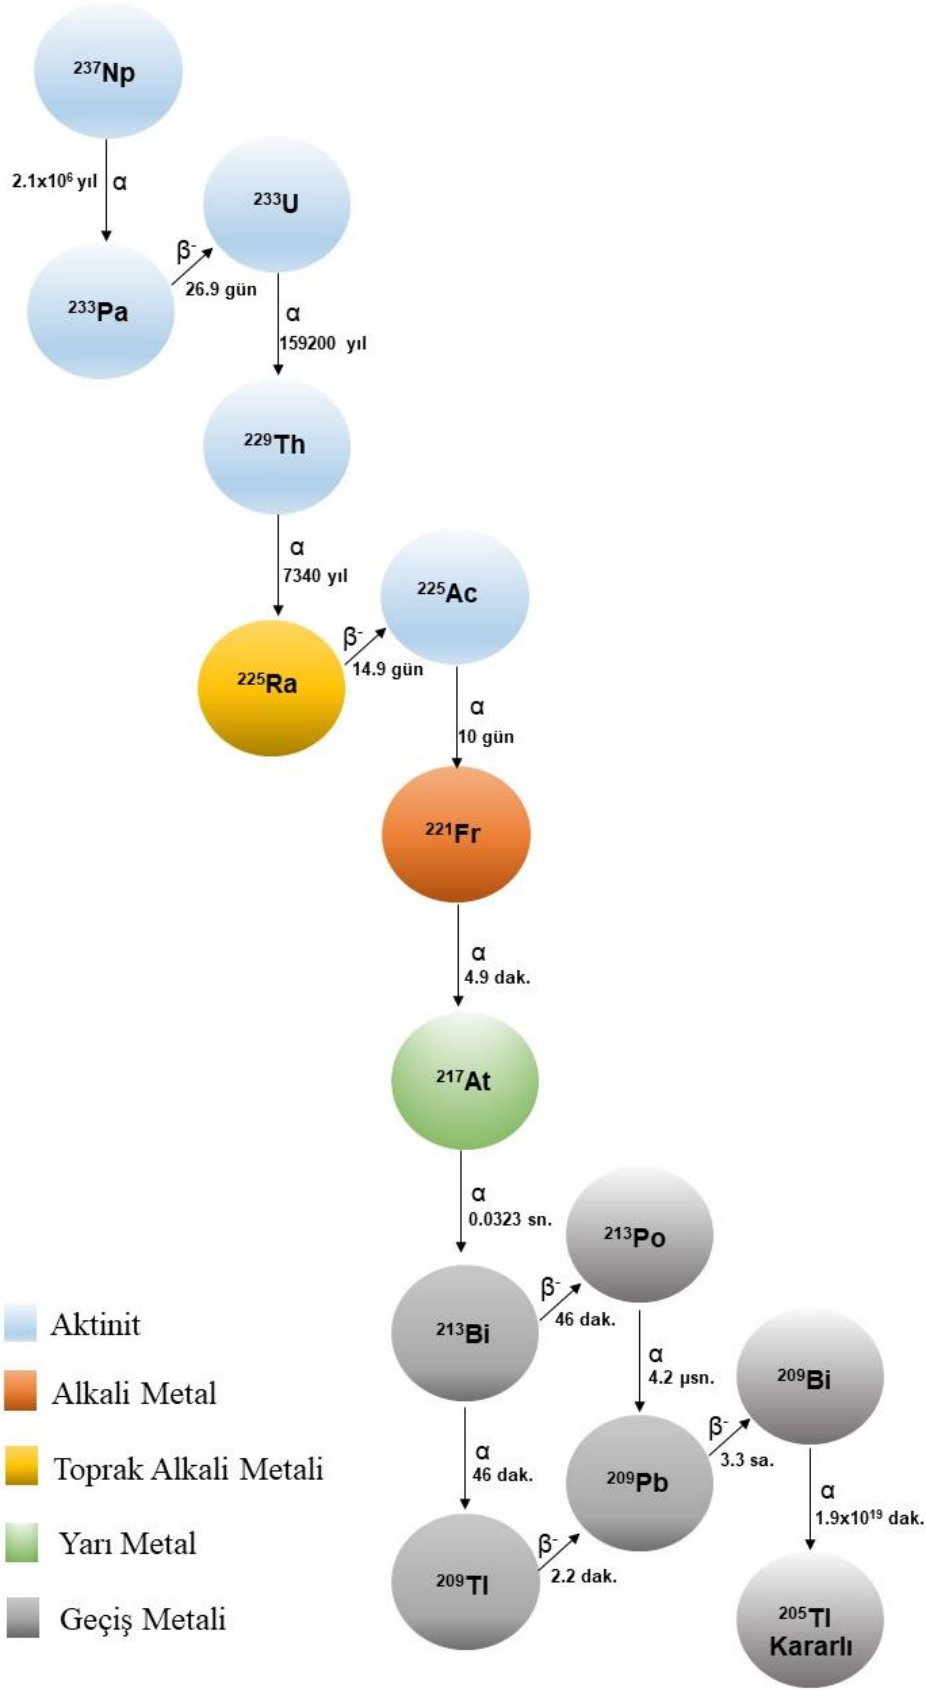 ²³⁷Np
2.1x10⁶ yıl α
²³³U
β⁻
26.9 gün
²³³Pa
α
159200 yıl
²²⁹Th
α
7340 yıl
²²⁵Ac
β⁻
14.9 gün
²²⁵Ra
α
10 gün
²²¹Fr
α
4.9 dak.
²¹⁷At
α
0.0323 sn.
²¹³Po
β⁻
46 dak.
²¹³Bi
α
4.2 µsn.
²⁰⁹Bi
β⁻
3.3 sa.
α
46 dak.
²⁰⁹Pb
α
1.9x10¹⁹ dak.
β⁻
2.2 dak.
²⁰⁹Tl
²⁰⁵Tl
Kararlı
Aktinit
Alkali Metal
Toprak Alkali Metali
Yarı Metal
Geçiş Metali